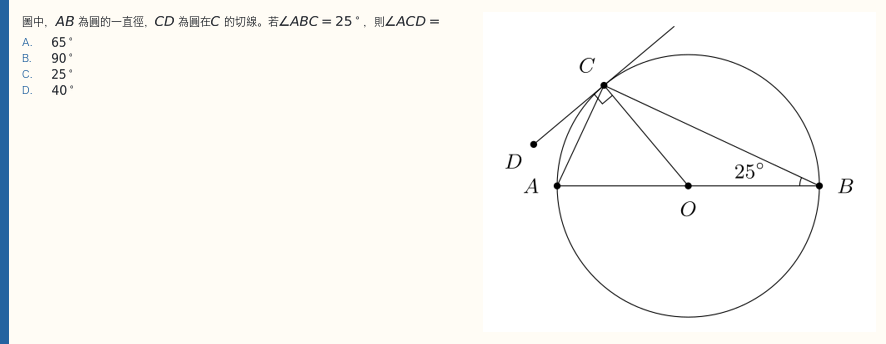 圖中，AB 為圓的一直徑，CD 為圓在C 的切線。若∠ABC = 25°，則∠ACD =
A. 65°
B. 90°
C. 25°
D. 40°
C
D
A
25°
B
O